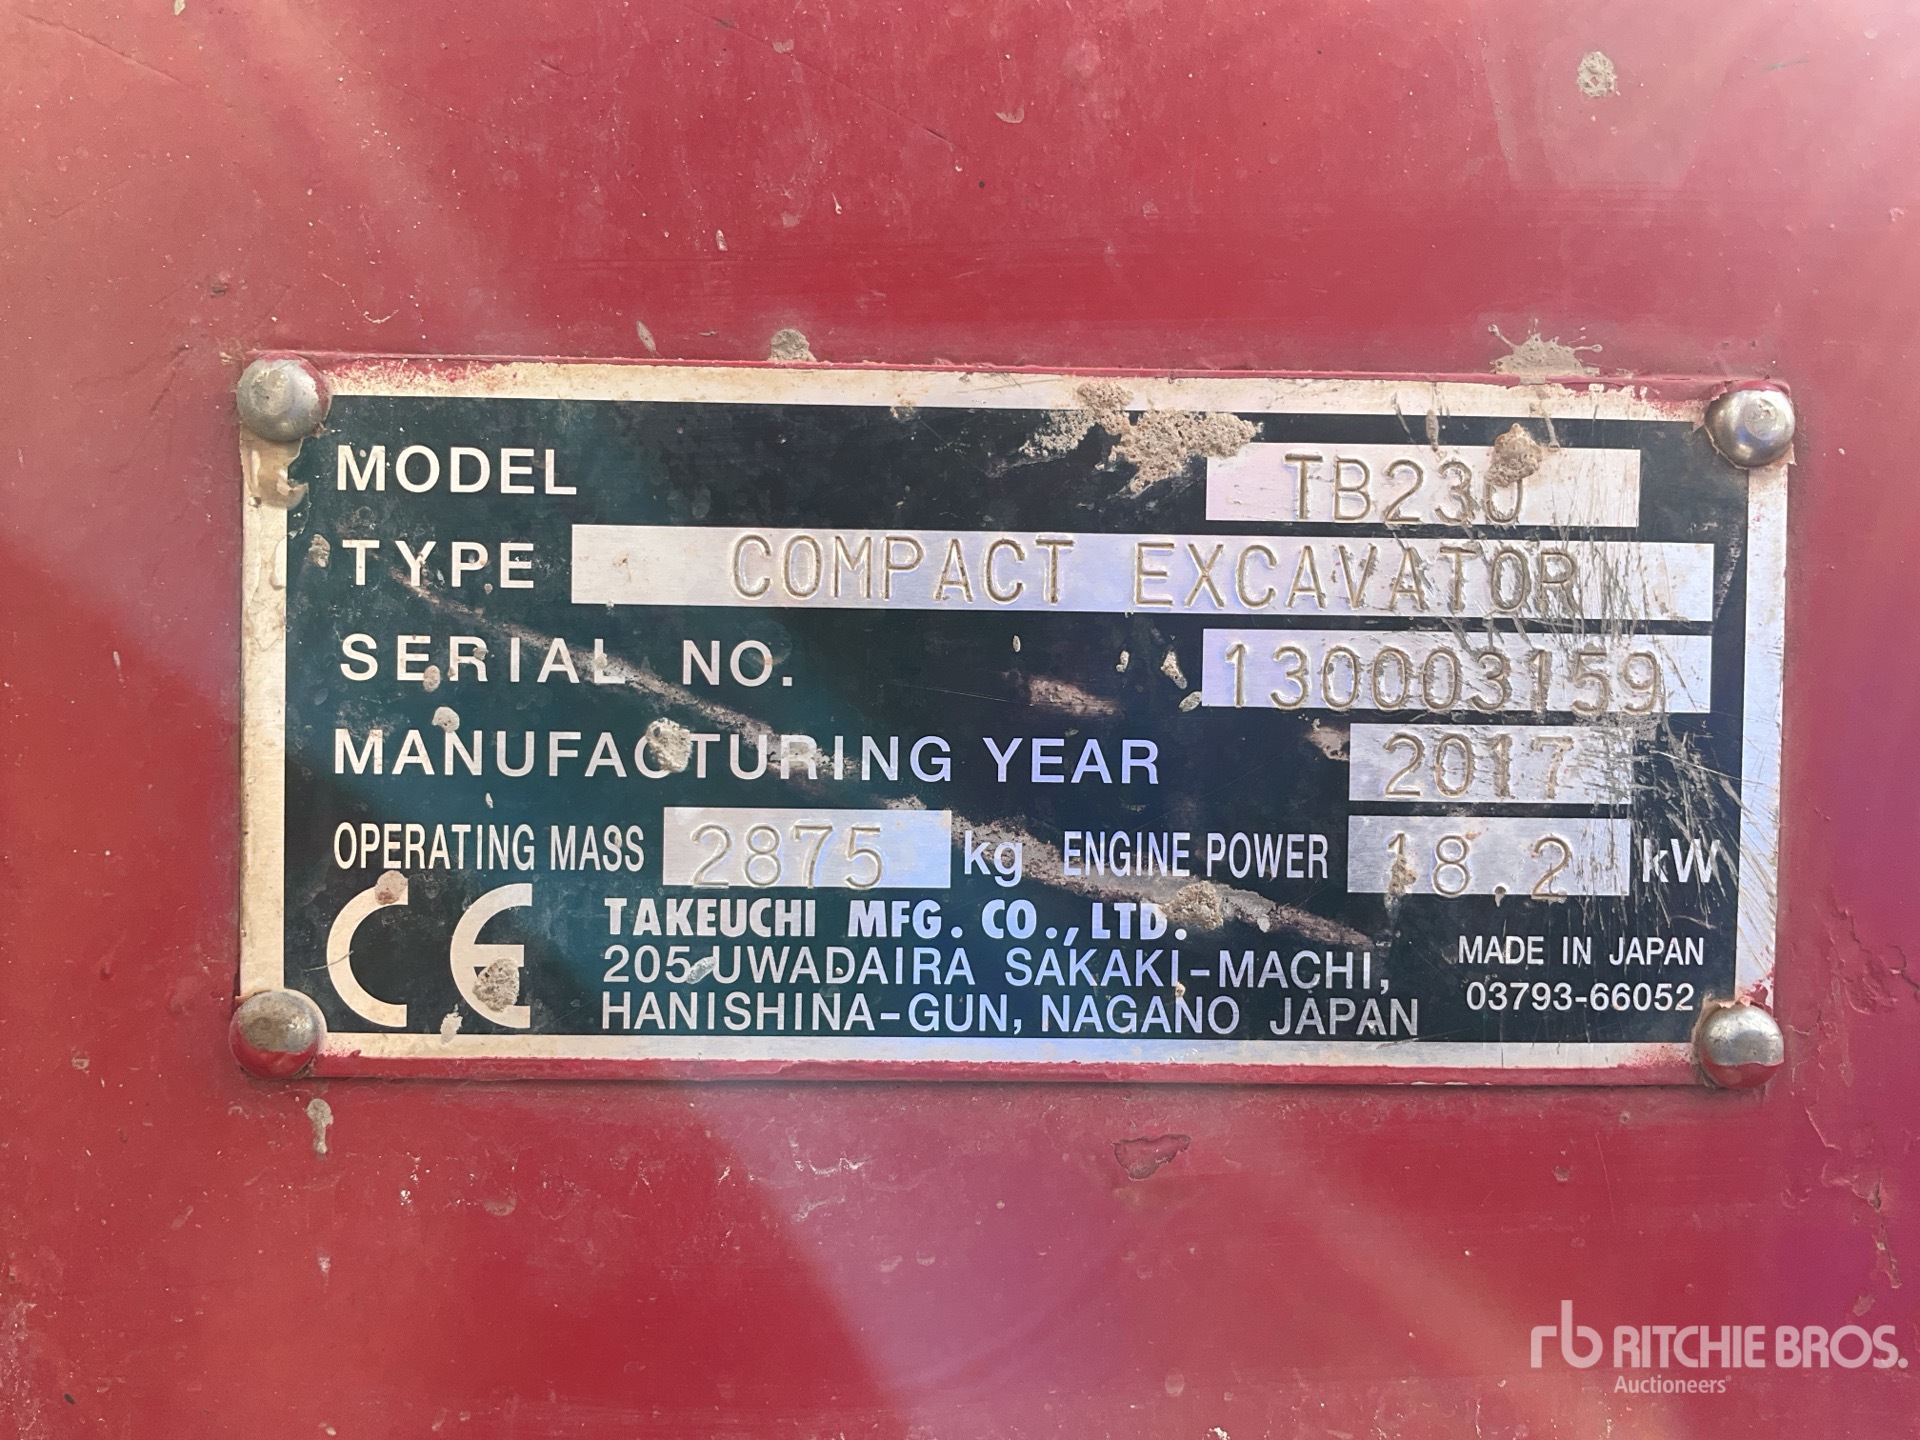 MODEL TB230
TYPE COMPACT EXCAVATOR
SERIAL NO. 130003159
MANUFACTURING YEAR 2017
OPERATING MASS 2875 kg ENGINE POWER 18.2 kW
CE
TAKEUCHI MFG. CO., LTD.
205 UWADAIRA SAKAKI-MACHI,
HANISHINA-GUN, NAGANO JAPAN
MADE IN JAPAN
03793-66052
rb RITCHIE BROS.
Auctioneers